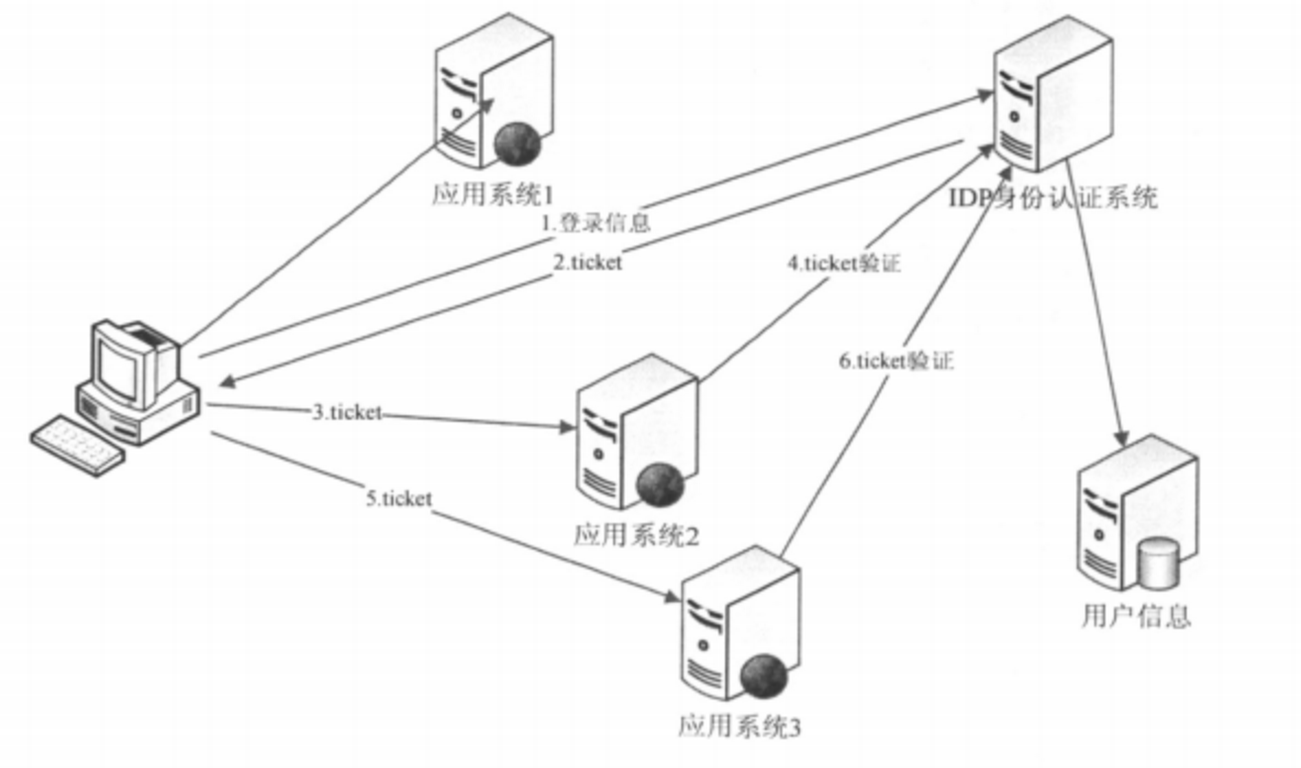 应用系统1
IDP身份认证系统
1.登录信息
2.ticket
4.ticket验证
6.ticket验证
3.ticket
5.ticket
应用系统2
用户信息
应用系统3